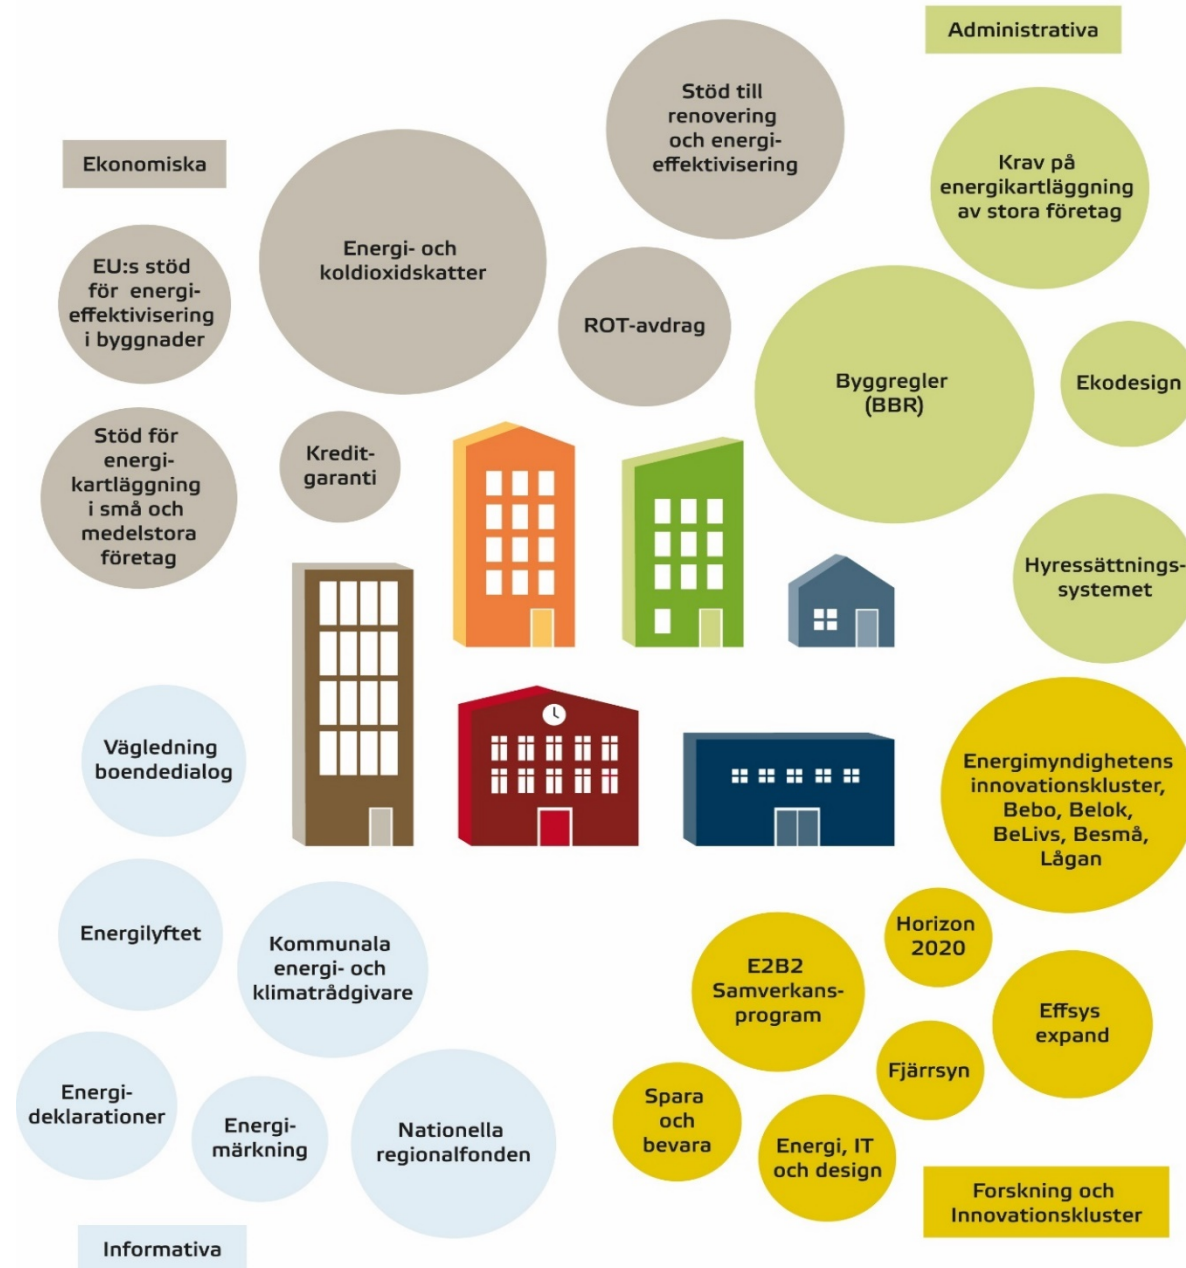 Administrativa
Stöd till
renovering
och energi-
effektivisering
Krav på
energikartläggning
av stora företag
Ekonomiska
Energi- och
koldioxidskatter
EU:s stöd
för energi-
effektivisering
i byggnader
ROT-avdrag
Byggregler
(BBR)
Ekodesign
Stöd för
energi-
kartläggning
i små och
medelstora
företag
Kredit-
garanti
Hyressättnings-
systemet
Vägledning
boendedialog
Energimyndighetens
innovationskluster,
Bebo, Belok,
BeLivs, Besmå,
Lågan
Energilyftet
Kommunala
energi- och
klimatrådgivare
Horizon
2020
E2B2
Samverkans-
program
Effsys
expand
Fjärrsyn
Energi-
deklarationer
Energi-
märkning
Nationella
regionalfonden
Spara
och
bevara
Energi, IT
och design
Forskning och
Innovationskluster
Informativa